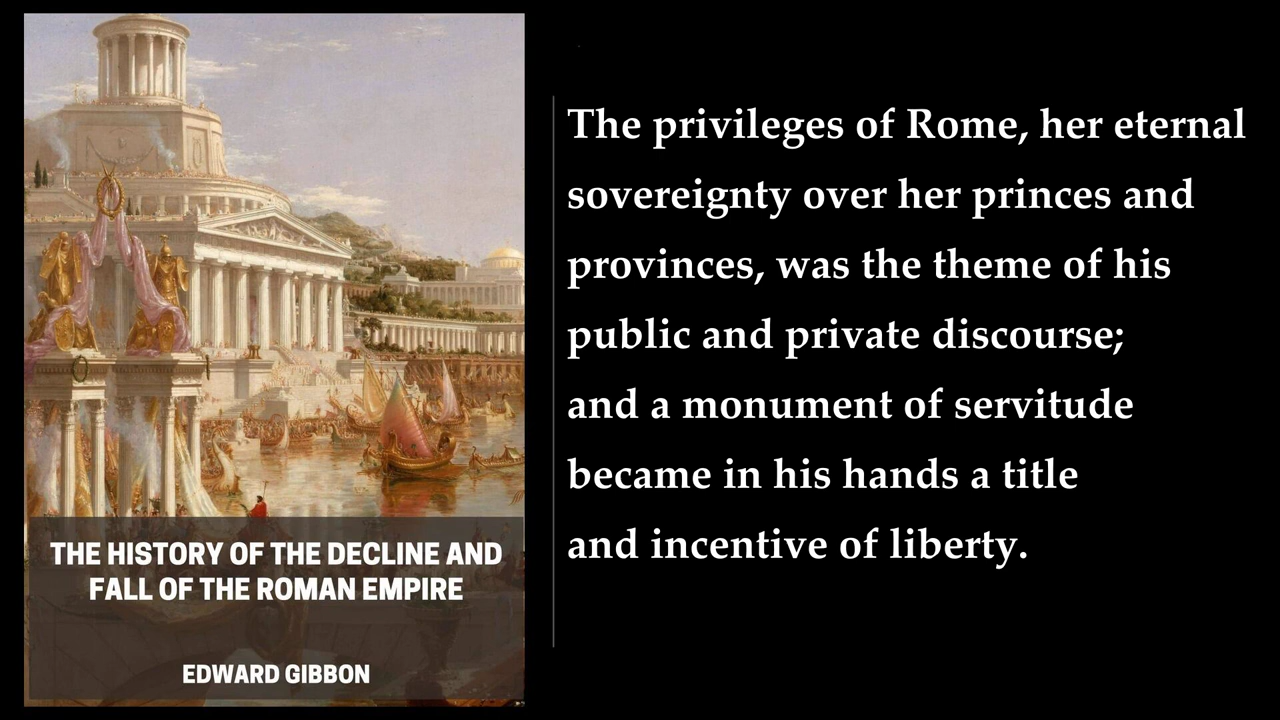 THE HISTORY OF THE DECLINE AND
FALL OF THE ROMAN EMPIRE
EDWARD GIBBON
The privileges of Rome, her eternal
sovereignty over her princes and
provinces, was the theme of his
public and private discourse;
and a monument of servitude
became in his hands a title
and incentive of liberty.